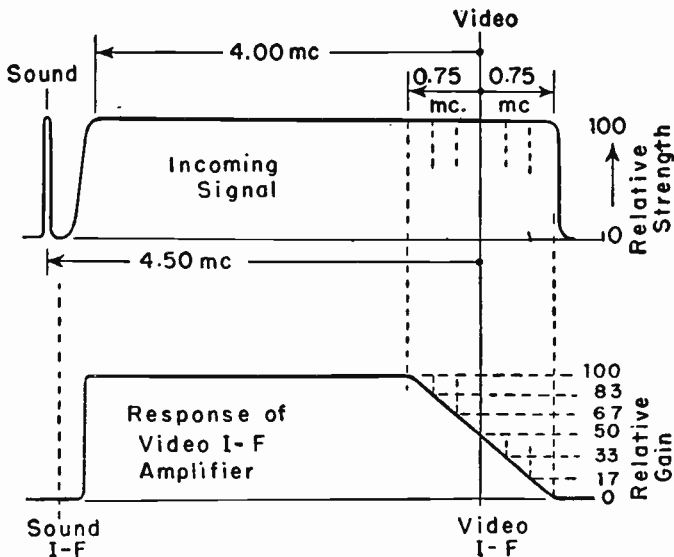 Video
4.00 mc
Sound
0.75
0.75
mc.
mc
100
Incoming
Signal
Relative
Strength
0
4.50 mc
100
83
67
Response of
Video I-F
Amplifier
50
33
17
0
Relative
Gain
Sound
I-F
Video
I-F